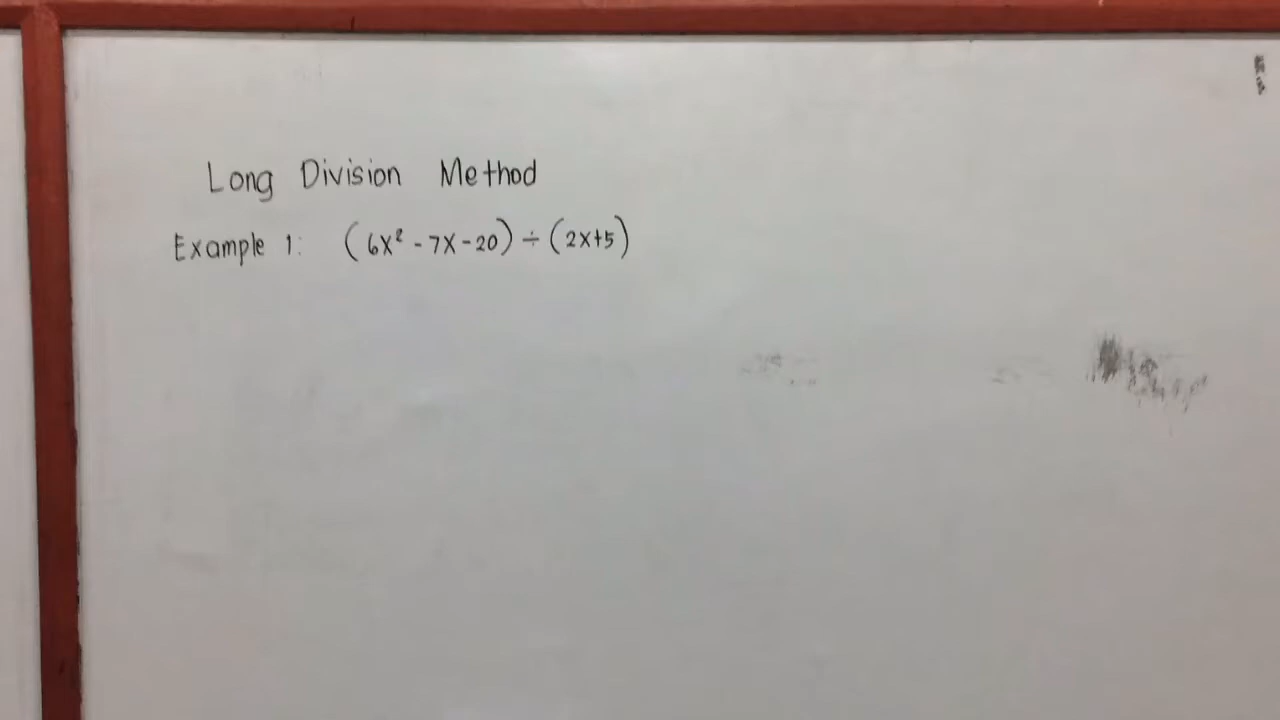 Long Division Method
Example 1: (6x² - 7x - 20) ÷ (2x+5)